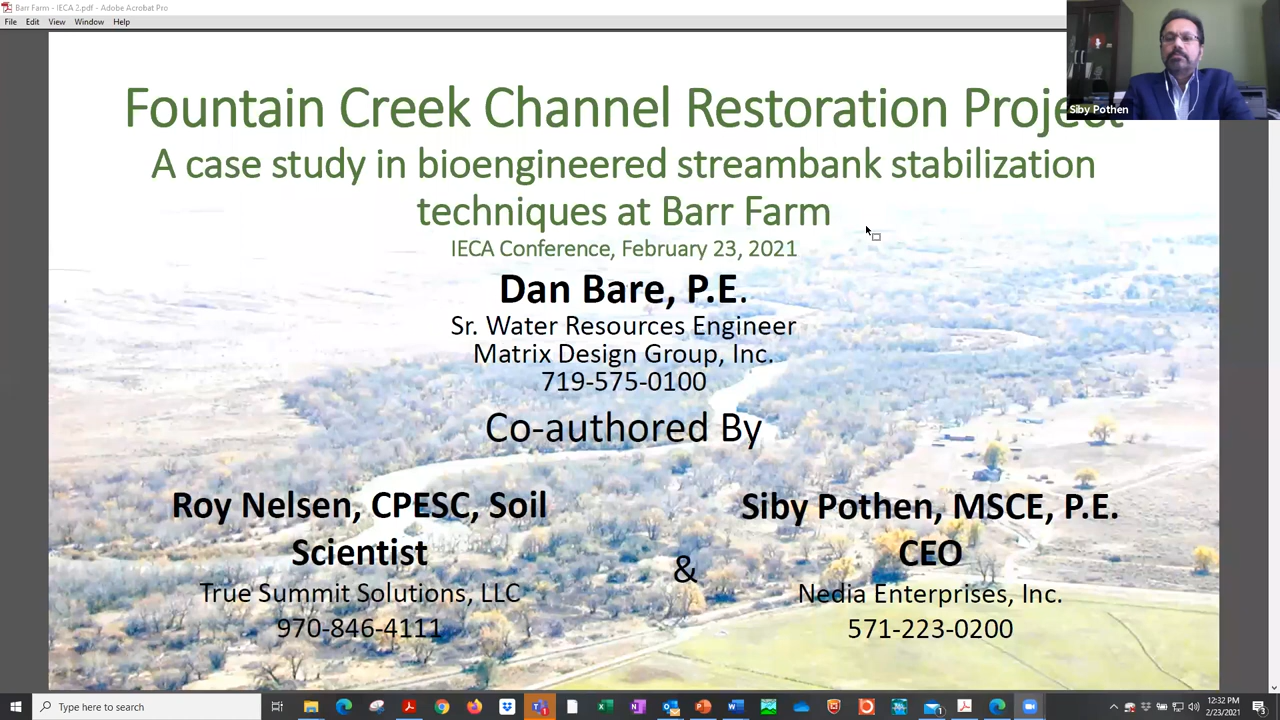 Barr Farm - IECA 2.pdf - Adobe Acrobat Pro
File Edit View Window Help
Siby Pothen
Fountain Creek Channel Restoration Project
A case study in bioengineered streambank stabilization
techniques at Barr Farm
IECA Conference, February 23, 2021
Dan Bare, P.E.
Sr. Water Resources Engineer
Matrix Design Group, Inc.
719-575-0100
Co-authored By
Roy Nelsen, CPESC, Soil
Scientist
True Summit Solutions, LLC
970-846-4111
&
Siby Pothen, MSCE, P.E.
CEO
Nedia Enterprises, Inc.
571-223-0200
Type here to search
12:32 PM
2/23/2021